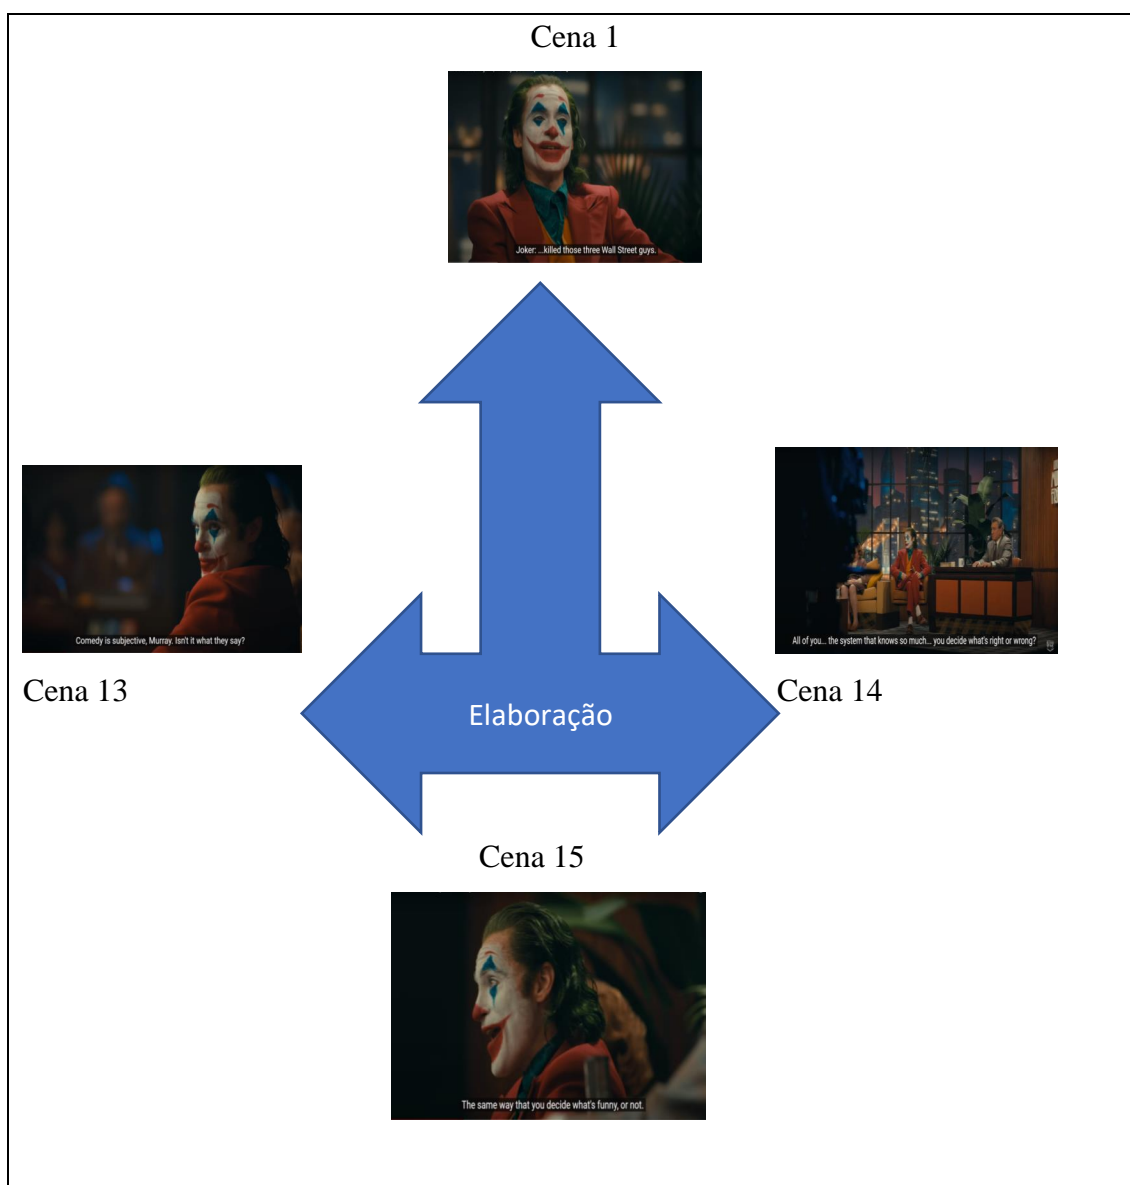 Cena 1
Joker: ...killed those three Wall Street guys.
Comedy is subjective, Murray. Isn't it what they say?
All of you... the system that knows so much... you decide what's right or wrong?
Cena 13
Cena 14
Elaboração
Cena 15
The same way that you decide what's funny, or not.